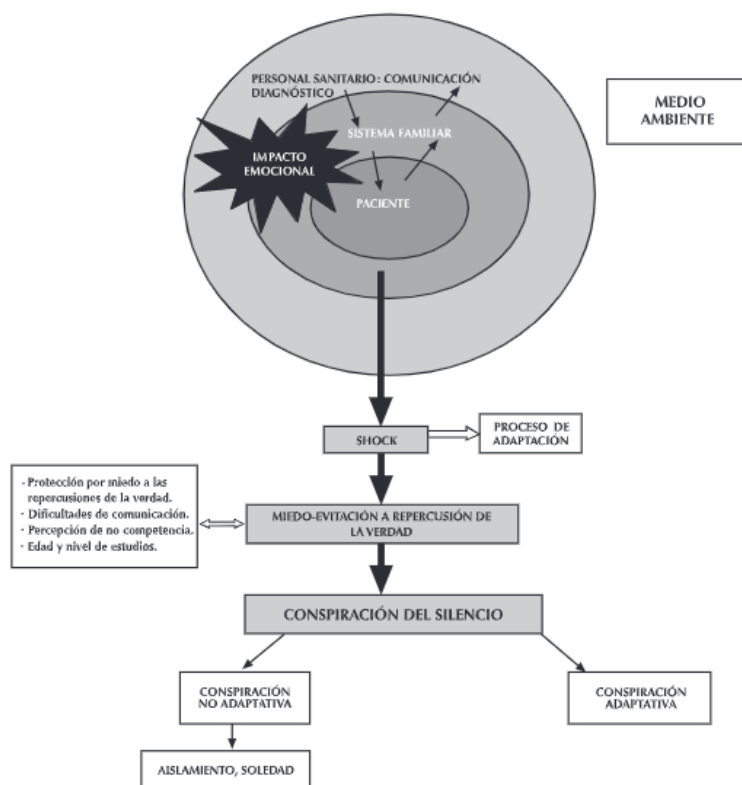 PERSONAL SANITARIO: COMUNICACIÓN
DIAGNÓSTICO
MEDIO
AMBIENTE
SISTEMA FAMILIAR
IMPACTO
EMOCIONAL
PACIENTE
SHOCK
PROCESO DE
ADAPTACIÓN
- Protección por miedo a las
repercusiones de la verdad.
· Dificultades de comunicación.
· Percepción de no competencia.
· Edad y nivel de estudios.
MIEDO-EVITACIÓN A REPERCUSIÓN DE
LA VERDAD
CONSPIRACIÓN DEL SILENCIO
CONSPIRACIÓN
NO ADAPTATIVA
CONSPIRACIÓN
ADAPTATIVA
AISLAMIENTO, SOLEDAD